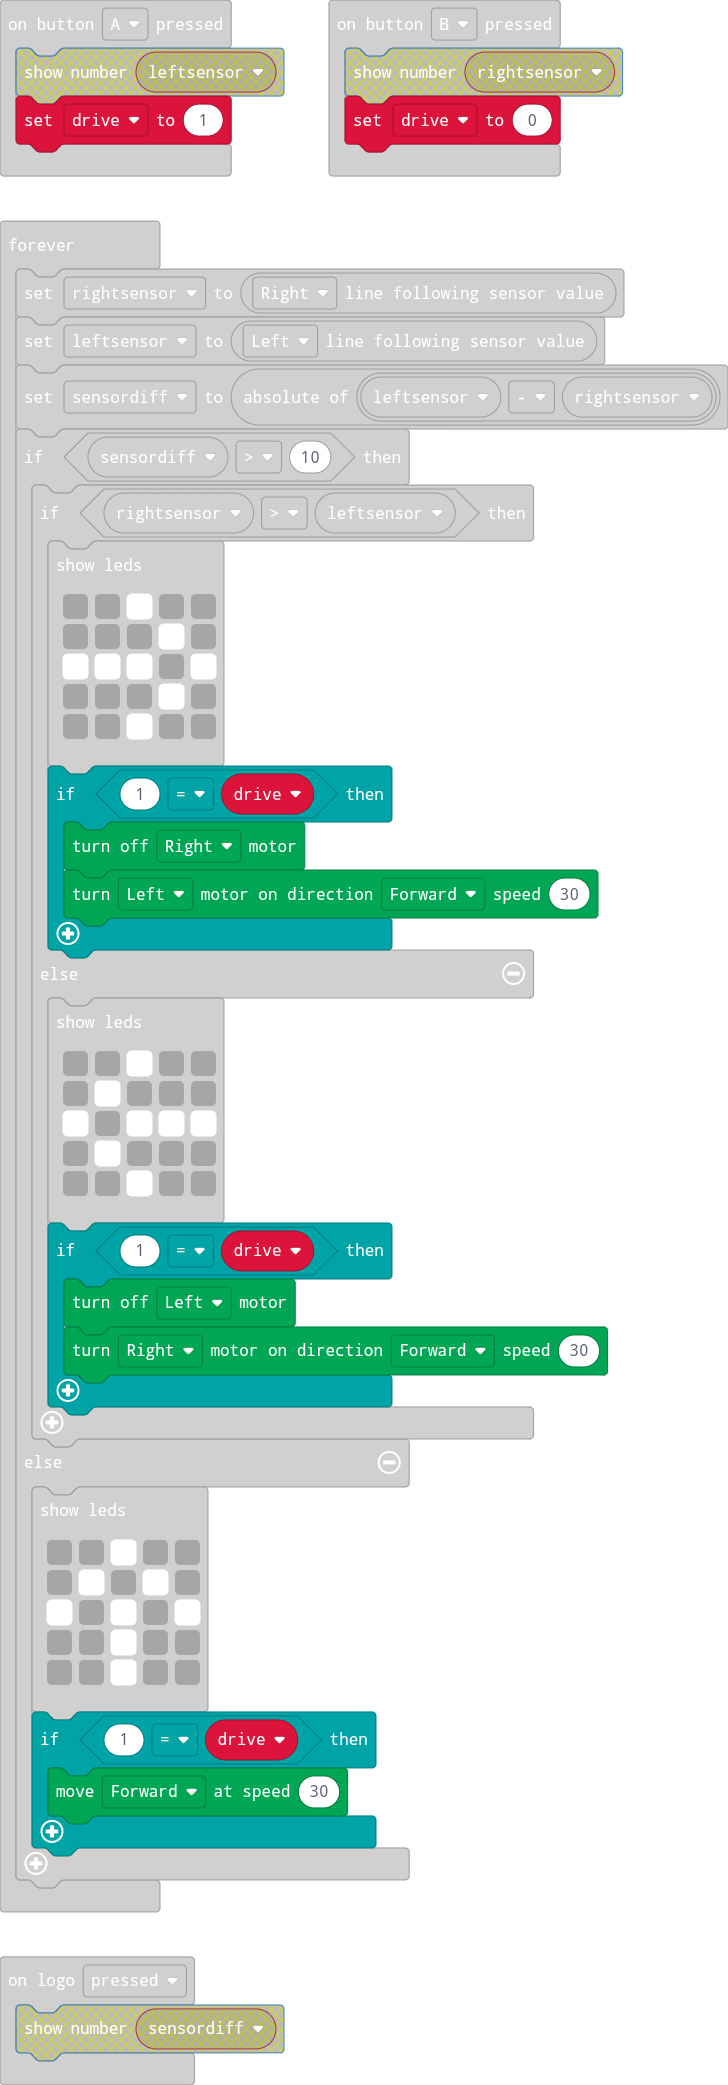 on button A pressed
show number leftsensor
set drive to 1
on button B pressed
show number rightsensor
set drive to 0
forever
set rightsensor to Right line following sensor value
set leftsensor to Left line following sensor value
set sensordiff to absolute of leftsensor - rightsensor
if sensordiff > 10 then
if rightsensor > leftsensor then
show leds
if 1 = drive then
turn off Right motor
turn Left motor on direction Forward speed 30
else
show leds
if 1 = drive then
turn off Left motor
turn Right motor on direction Forward speed 30
else
show leds
if 1 = drive then
move Forward at speed 30
on logo pressed
show number sensordiff